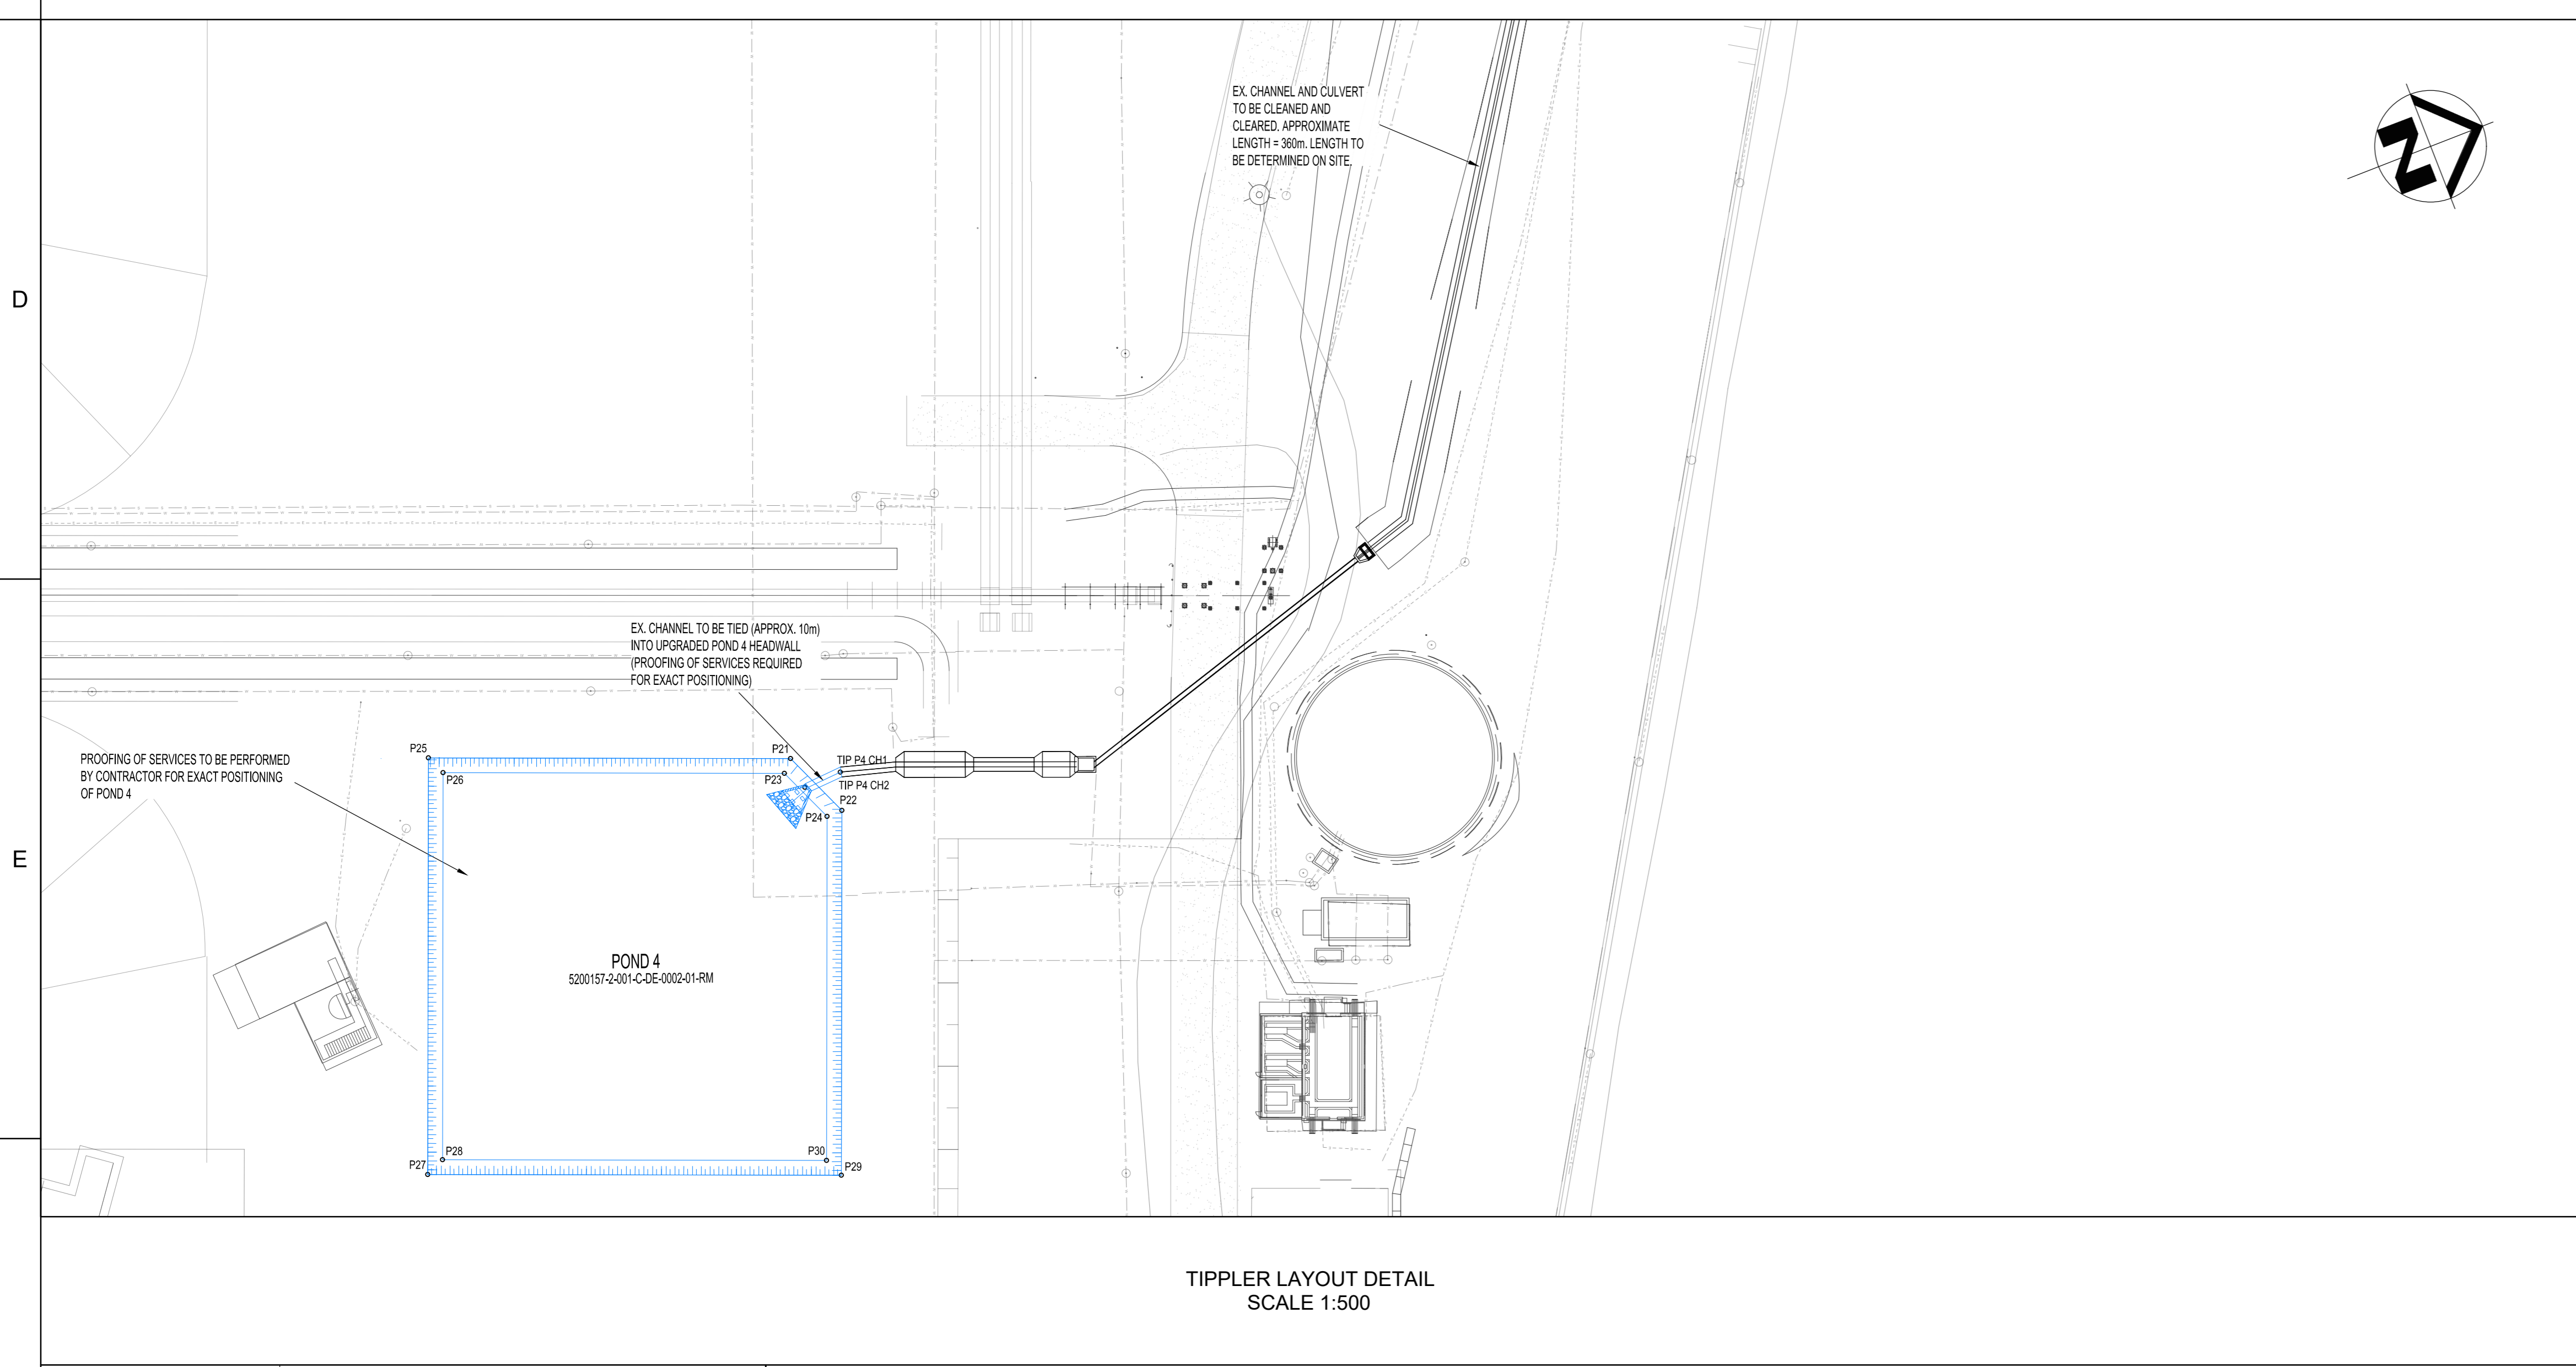 EX. CHANNEL AND CULVERT
TO BE CLEANED AND
CLEARED. APPROXIMATE
LENGTH = 360m. LENGTH TO
BE DETERMINED ON SITE.
N
D
EX. CHANNEL TO BE TIED (APPROX. 10m)
INTO UPGRADED POND 4 HEADWALL
(PROOFING OF SERVICES REQUIRED
FOR EXACT POSITIONING)
PROOFING OF SERVICES TO BE PERFORMED
BY CONTRACTOR FOR EXACT POSITIONING
OF POND 4
E
P25
P21
P26
P23
TIP P4 CH1
TIP P4 CH2
P22
P24
POND 4
5200157-2-001-C-DE-0002-01-RM
P28
P30
P27
P29
TIPPLER LAYOUT DETAIL
SCALE 1:500